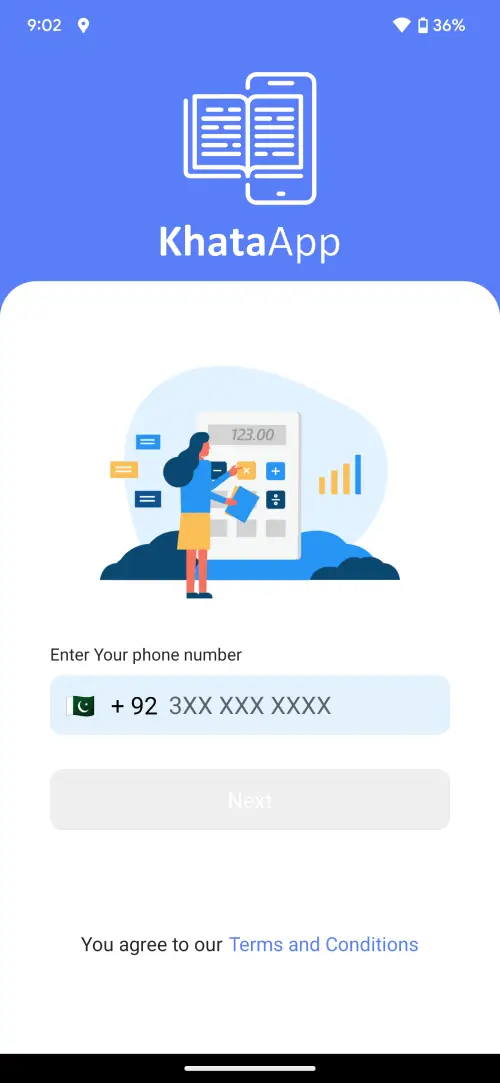 9:02
36%
KhataApp
123.00
Enter Your phone number
+ 92 3XX XXX XXXX
Next
You agree to our Terms and Conditions